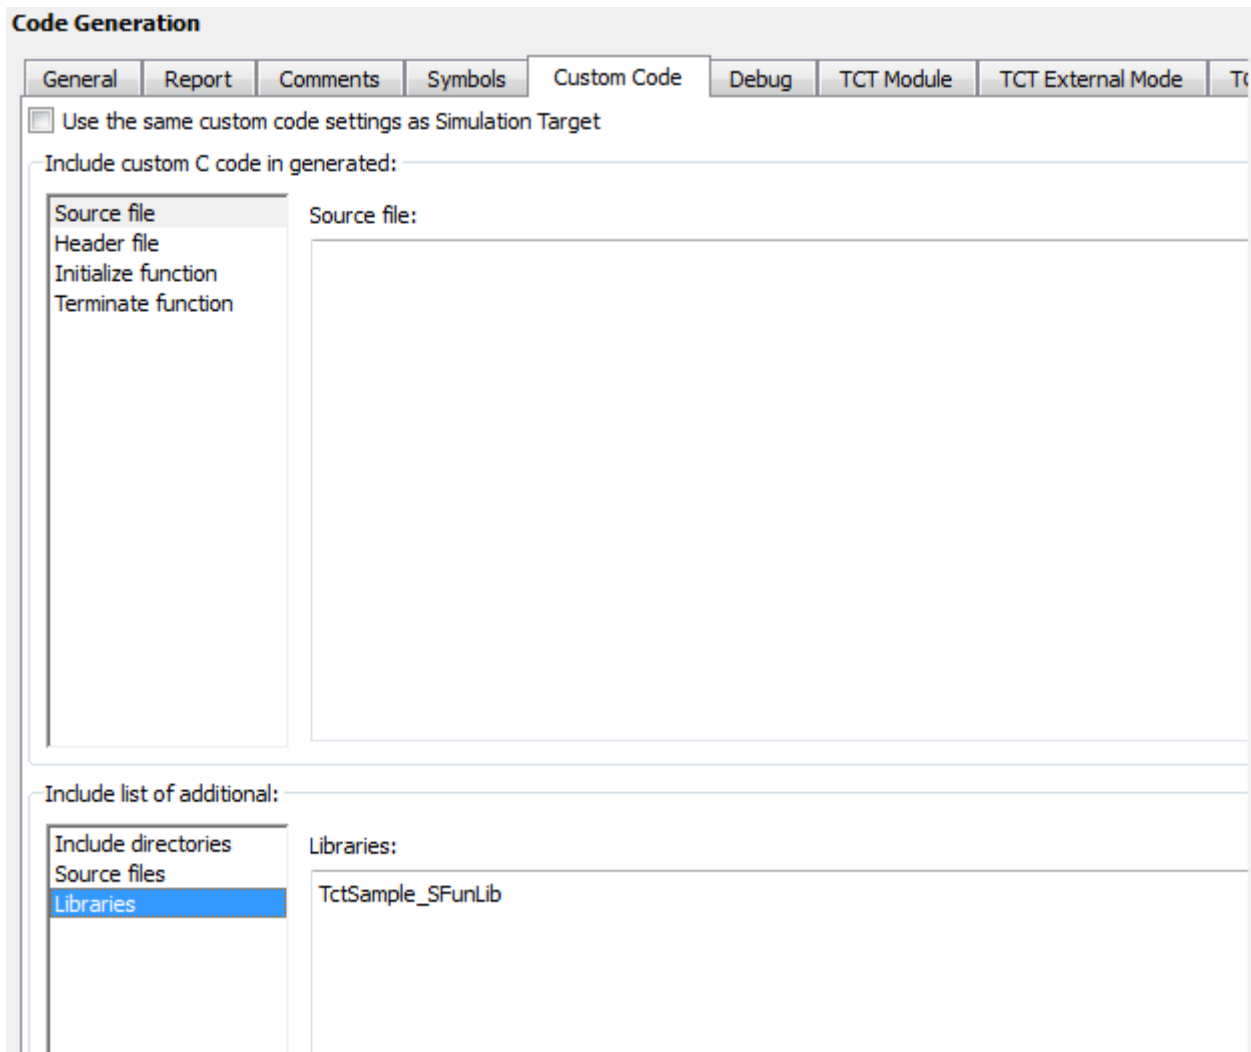 Code Generation
General Report Comments Symbols Custom Code Debug TCT Module TCT External Mode
Use the same custom code settings as Simulation Target
Include custom C code in generated:
Source file
Header file
Initialize function
Terminate function
Source file:
Include list of additional:
Include directories
Source files
Libraries
Libraries:
TctSample_SFunLib